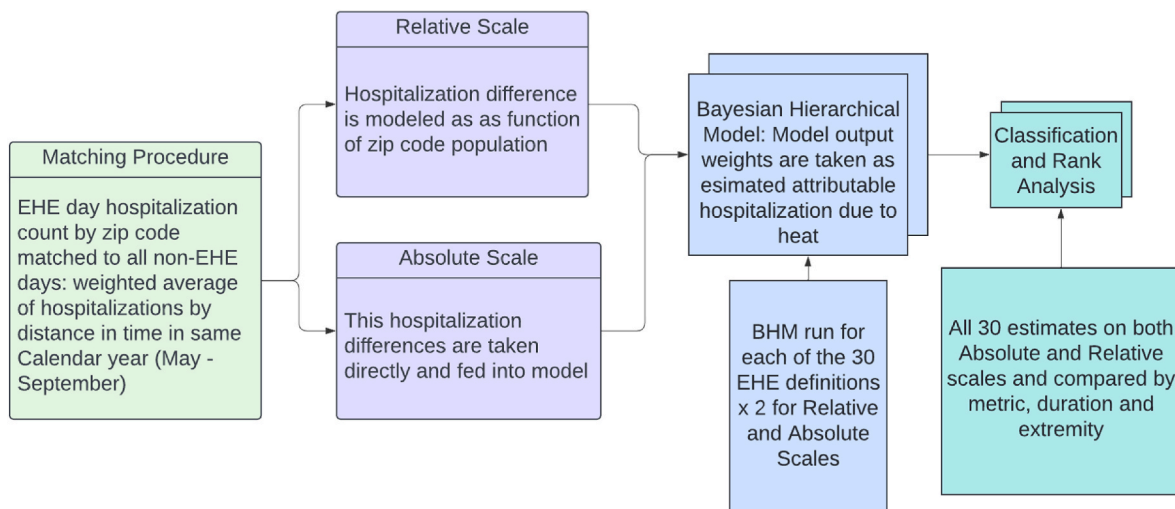 Matching Procedure
EHE day hospitalization
count by zip code
matched to all non-EHE
days: weighted average
of hospitalizations by
distance in time in same
Calendar year (May -
September)
Relative Scale
Hospitalization difference
is modeled as as function
of zip code population
Absolute Scale
This hospitalization
differences are taken
directly and fed into model
Bayesian Hierarchical
Model: Model output
weights are taken as
esimated attributable
hospitalization due to
heat
BHM run for
each of the 30
EHE definitions
x 2 for Relative
and Absolute
Scales
Classification
and Rank
Analysis
All 30 estimates on both
Absolute and Relative
scales and compared by
metric, duration and
extremity